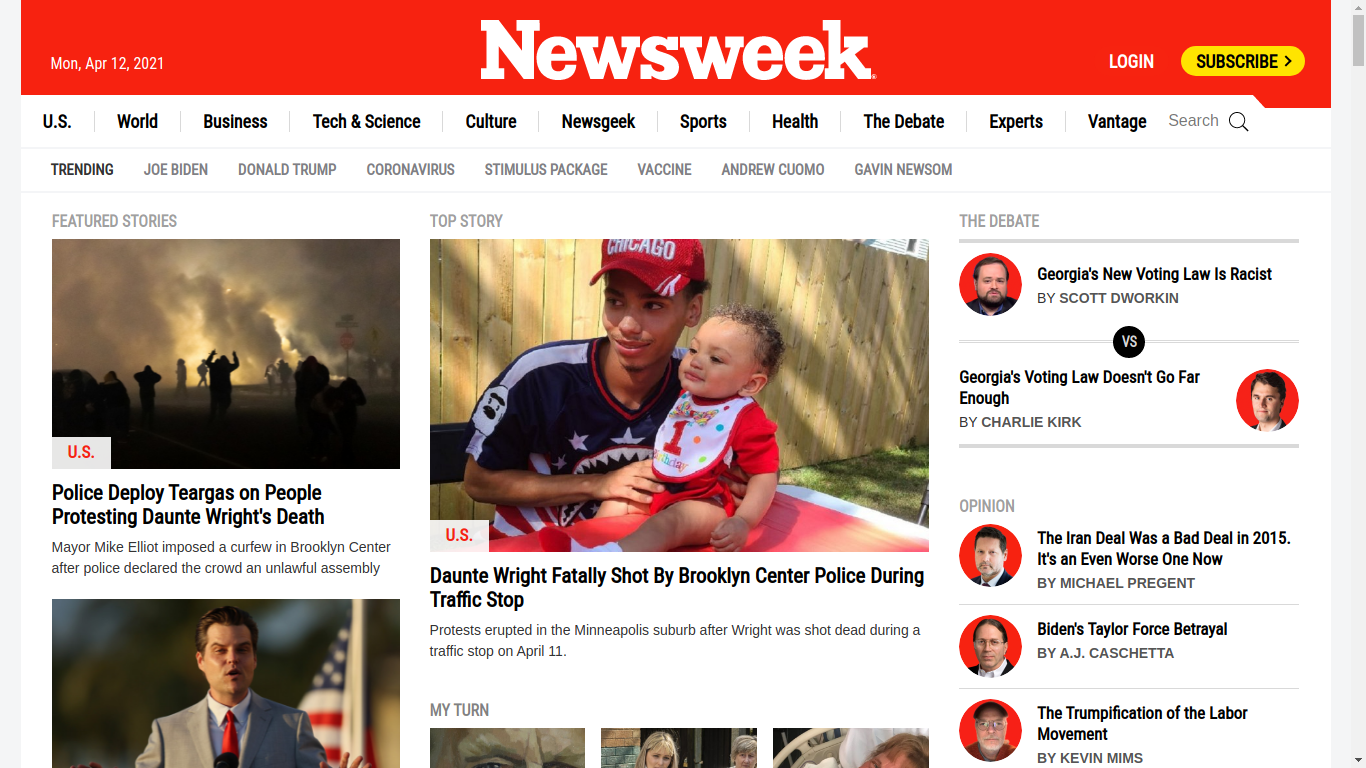 Mon, Apr 12, 2021
Newsweek
LOGIN
SUBSCRIBE
U.S.
World
Business
Tech & Science
Culture
Newsgeek
Sports
Health
The Debate
Experts
Vantage
Search
TRENDING
JOE BIDEN
DONALD TRUMP
CORONAVIRUS
STIMULUS PACKAGE
VACCINE
ANDREW CUOMO
GAVIN NEWSOM
FEATURED STORIES
U.S.
Police Deploy Teargas on People
Protesting Daunte Wright's Death
Mayor Mike Elliot imposed a curfew in Brooklyn Center
after police declared the crowd an unlawful assembly
TOP STORY
CHICAGO
1
Birthday
U.S.
Daunte Wright Fatally Shot By Brooklyn Center Police During
Traffic Stop
Protests erupted in the Minneapolis suburb after Wright was shot dead during a
traffic stop on April 11.
MY TURN
THE DEBATE
Georgia's New Voting Law Is Racist
BY SCOTT DWORKIN
VS
Georgia's Voting Law Doesn't Go Far
Enough
BY CHARLIE KIRK
OPINION
The Iran Deal Was a Bad Deal in 2015.
It's an Even Worse One Now
BY MICHAEL PREGENT
Biden's Taylor Force Betrayal
BY A.J. CASCHETTA
The Trumpification of the Labor
Movement
BY KEVIN MIMS